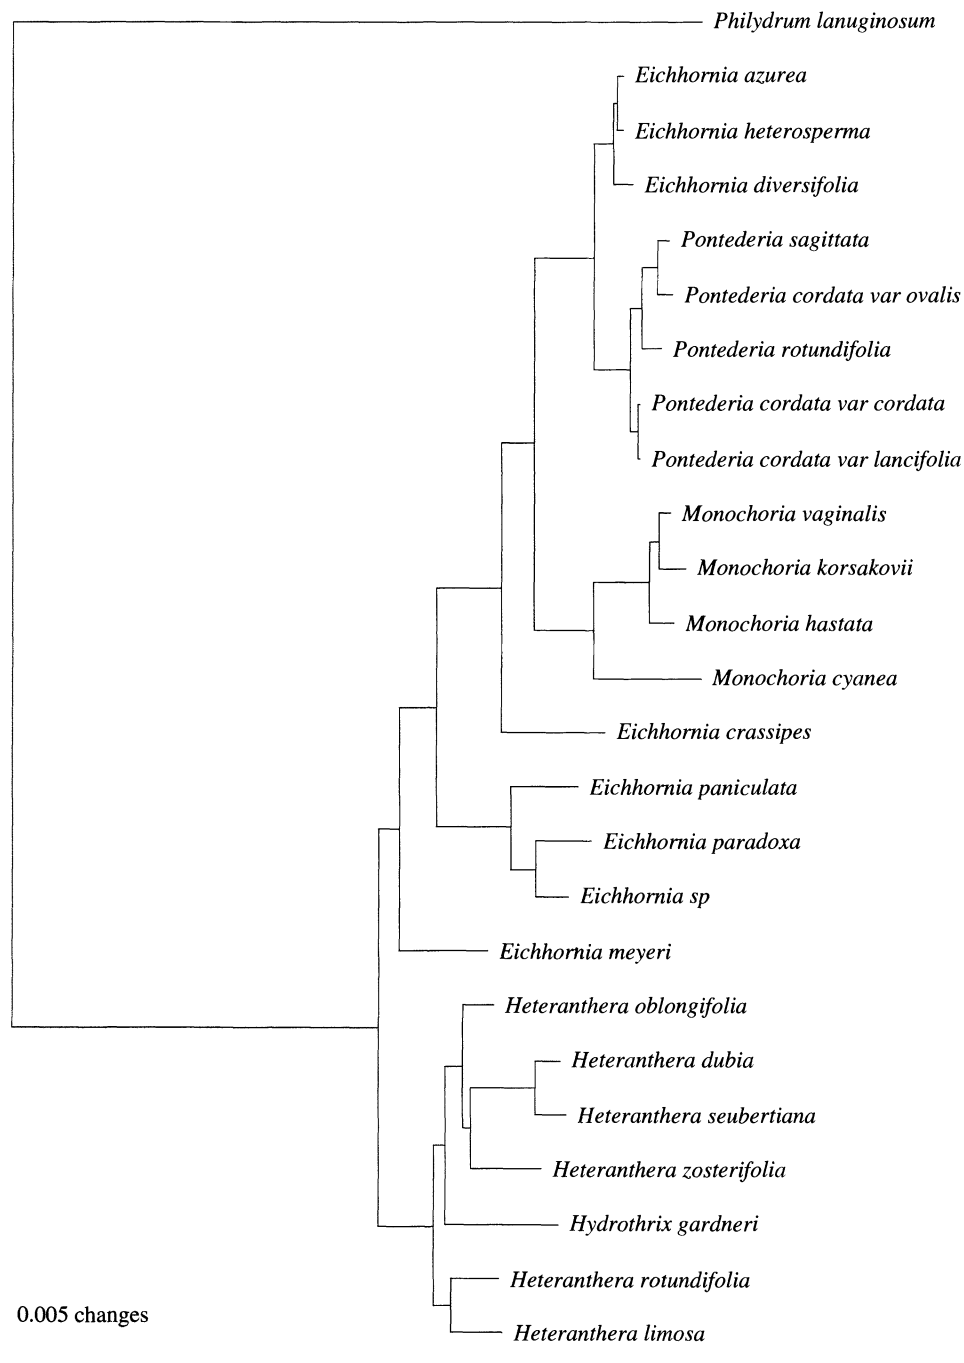 Philydrum lanuginosum
Eichhornia azurea
Eichhornia heterosperma
Eichhornia diversifolia
Pontederia sagittata
Pontederia cordata var ovalis
Pontederia rotundifolia
Pontederia cordata var cordata
Pontederia cordata var lancifolia
Monochoria vaginalis
Monochoria korsakovii
Monochoria hastata
Monochoria cyanea
Eichhornia crassipes
Eichhornia paniculata
Eichhornia paradoxa
Eichhornia sp
Eichhornia meyeri
Heteranthera oblongifolia
Heteranthera dubia
Heteranthera seubertiana
Heteranthera zosterifolia
Hydrothrix gardneri
Heteranthera rotundifolia
0.005 changes
Heteranthera limosa